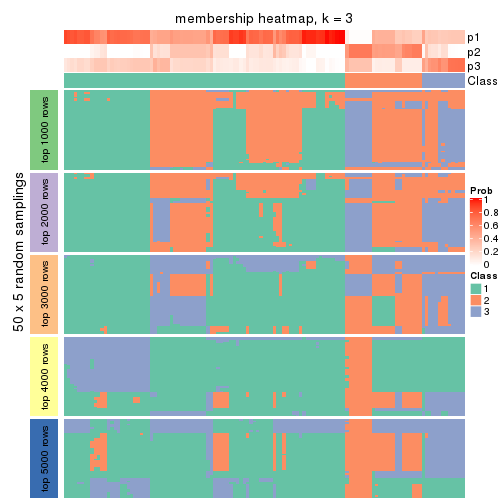 membership heatmap, k = 3
p1
p2
p3
Class
50 x 5 random samplings
top 1000 rows
top 2000 rows
top 3000 rows
top 4000 rows
top 5000 rows
Prob
1
0.8
0.6
0.4
0.2
0
Class
1
2
3